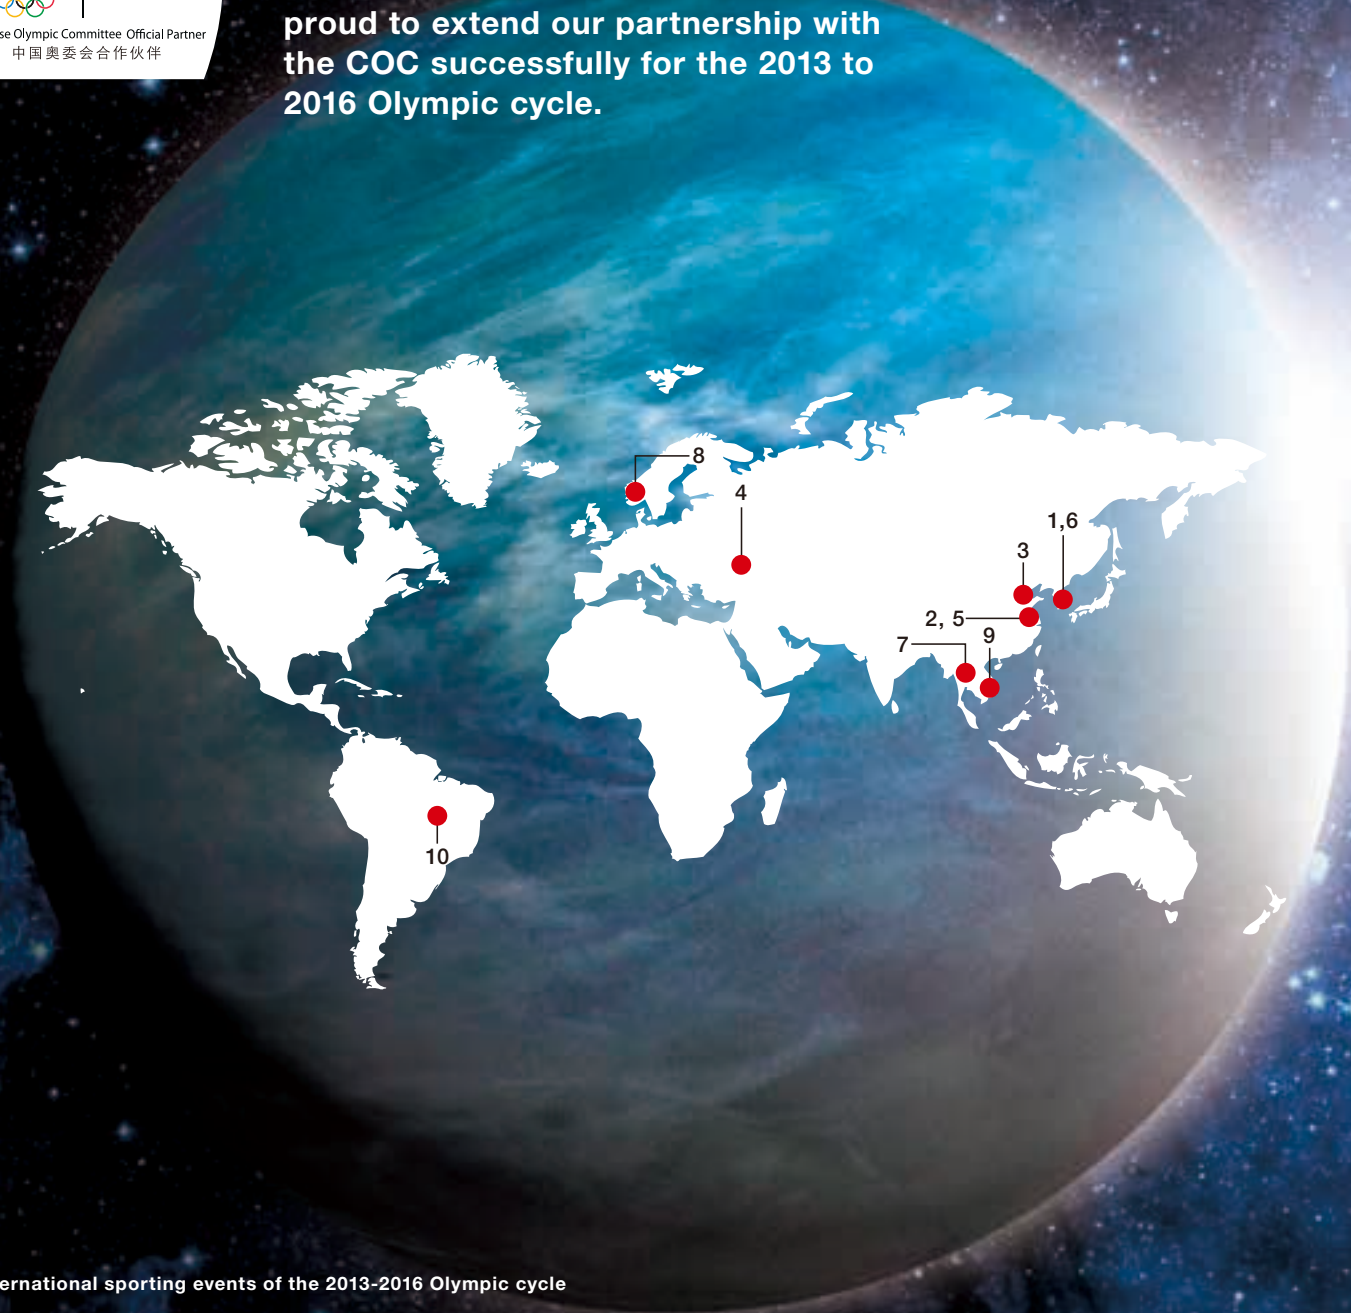 se Olympic Committee Official Partner
中国奥委会合作伙伴
proud to extend our partnership with
the COC successfully for the 2013 to
2016 Olympic cycle.
8
4
1,6
3
2, 5
9
7
10
ernational sporting events of the 2013-2016 Olympic cycle